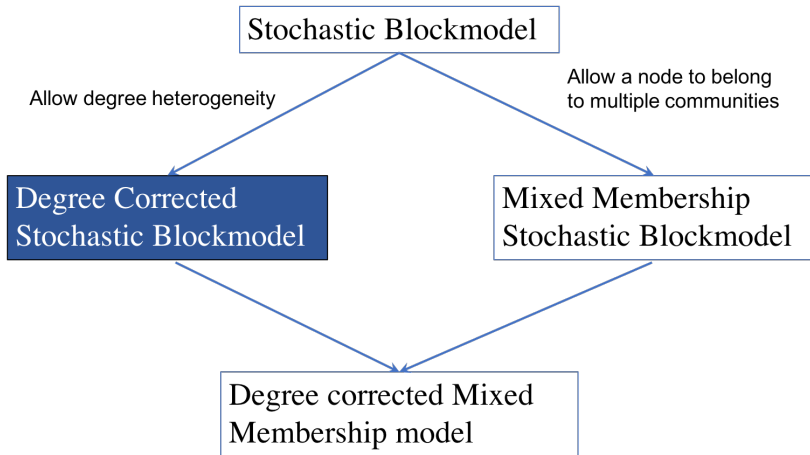 Stochastic Blockmodel
Allow degree heterogeneity
Allow a node to belong
to multiple communities
Degree Corrected
Stochastic Blockmodel
Mixed Membership
Stochastic Blockmodel
Degree corrected Mixed
Membership model